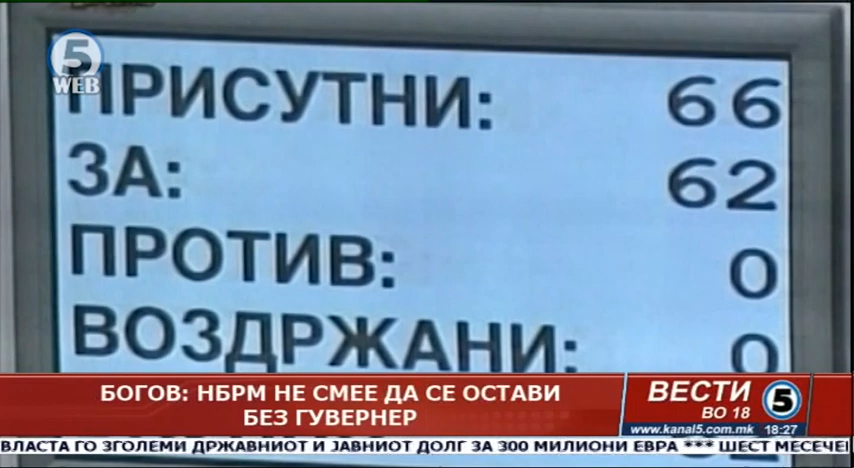 5
WEB
ПРИСУТНИ: 66
ЗА: 62
ПРОТИВ: 0
ВОЗДРЖАНИ: 0
БОГОВ: НБРМ НЕ СМЕЕ ДА СЕ ОСТАВИ
БЕЗ ГУВЕРНЕР
ВЕСТИ
ВО 18
5
www.kanal5.com.mk 18:27
ВЛАСТА ГО ЗГОЛЕМИ ДРЖАВНИОТ И ЈАВНИОТ ДОЛГ ЗА 300 МИЛИОНИ ЕВРА *** ШЕСТ МЕСЕЧЕ